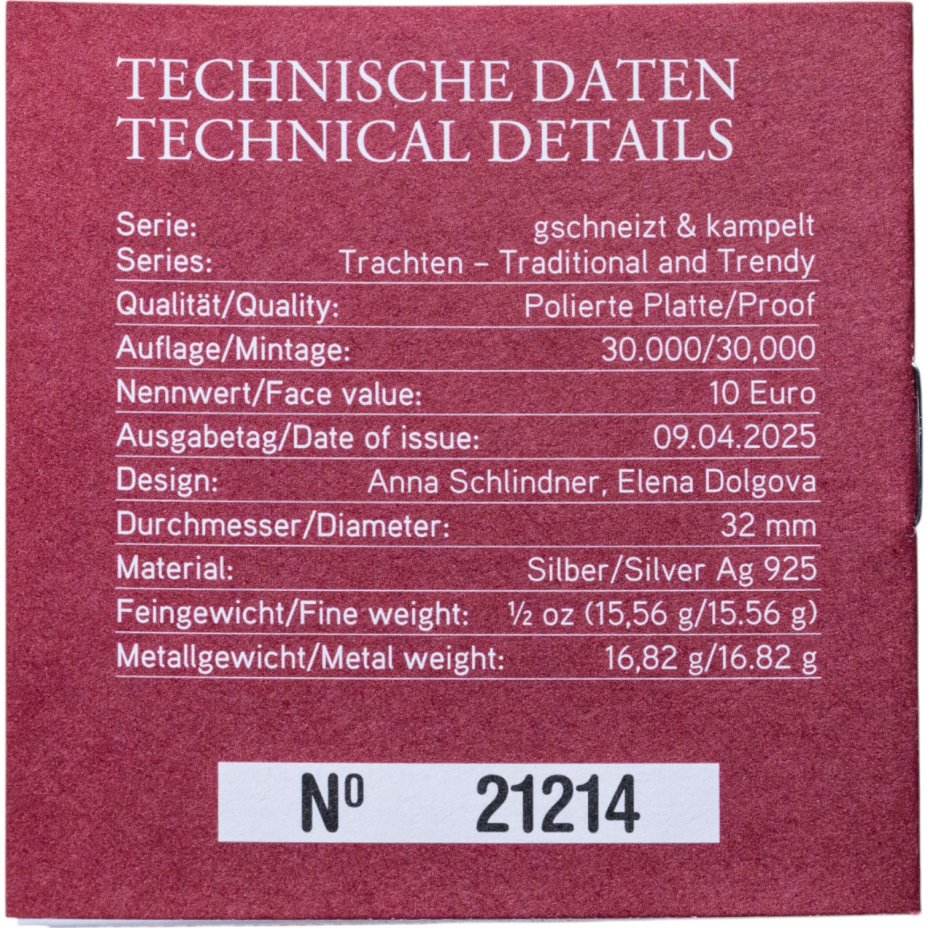 TECHNISCHE DATEN
TECHNICAL DETAILS
Serie: gschneizt & kampelt
Series: Trachten – Traditional and Trendy
Qualität/Quality: Polierte Platte/Proof
Auflage/Mintage: 30.000/30,000
Nennwert/Face value: 10 Euro
Ausgabetag/Date of issue: 09.04.2025
Design: Anna Schlindner, Elena Dolgova
Durchmesser/Diameter: 32 mm
Material: Silber/Silver Ag 925
Feingewicht/Fine weight: ½ oz (15,56 g/15.56 g)
Metallgewicht/Metal weight: 16,82 g/16.82 g
Nº 21214